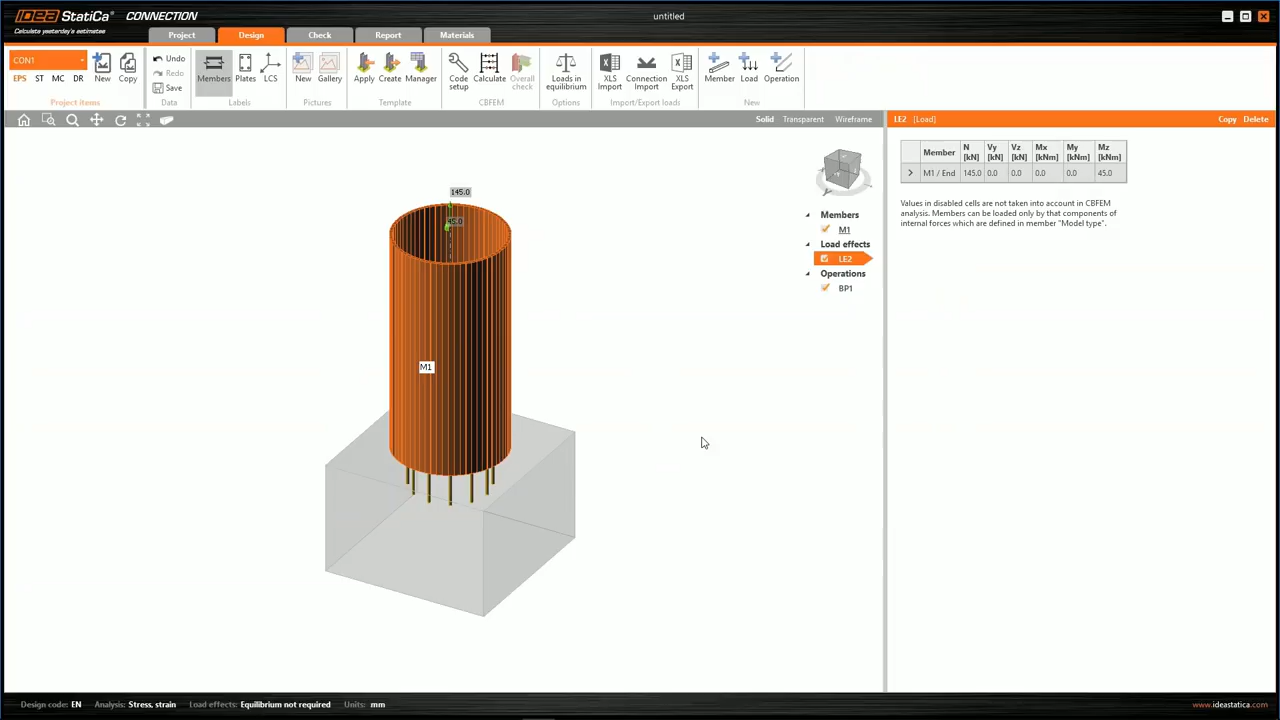 IDEA StatiCa® CONNECTION
Calculate yesterday's estimates
untitled
Project Design Check Report Materials
CON1
EPS ST MC DR
New Copy
Project items
Undo
Redo
Save
Data
Members Plates LCS
Labels
New Gallery
Pictures
Apply Create Manager
Template
Code setup Calculate Overall check
CBFEM
Loads in equilibrium
Options
XLS Import Connection Import XLS Export
Import/Export loads
Member Load Operation
New
Solid Transparent Wireframe
LE2 [Load] Copy Delete
Member N [kN] Vy [kN] Vz [kN] Mx [kNm] My [kNm] Mz [kNm]
M1 / End 145.0 0.0 0.0 0.0 0.0 45.0
Values in disabled cells are not taken into account in CBFEM
analysis. Members can be loaded only by that components of
internal forces which are defined in member "Model type".
Members
M1
Load effects
LE2
Operations
BP1
145.0
45.0
M1
Design code: EN Analysis: Stress, strain Load effects: Equilibrium not required Units: mm
www.ideastatica.com